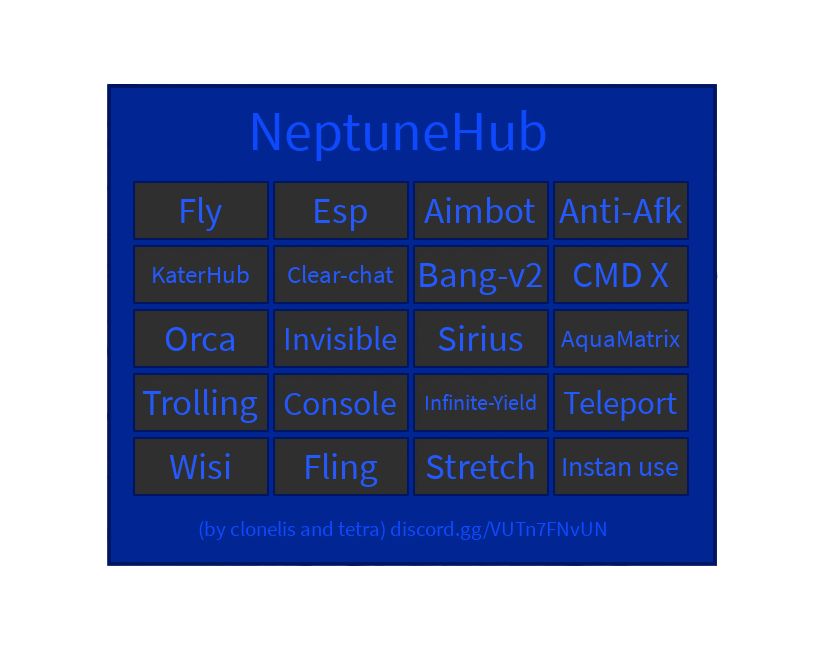 NeptuneHub
Fly Esp Aimbot Anti-Afk
KaterHub Clear-chat Bang-v2 CMD X
Orca Invisible Sirius AquaMatrix
Trolling Console Infinite-Yield Teleport
Wisi Fling Stretch Instan use
(by clonelis and tetra) discord.gg/VUTn7FNvUN